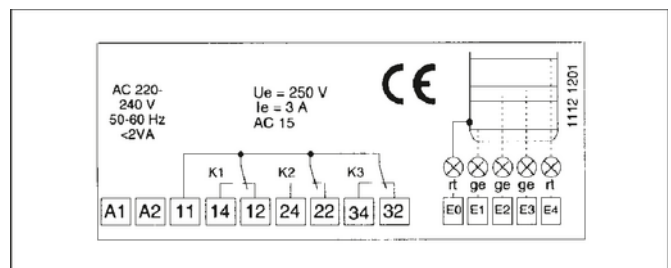 AC 220-
240 V
50-60 Hz
<2VA
Ue = 250 V
Ie = 3 A
AC 15
CE
1112 1201
K1 K2 K3
rt ge ge ge rt
A1 A2 11 14 12 24 22 34 32
E0 E1 E2 E3 E4